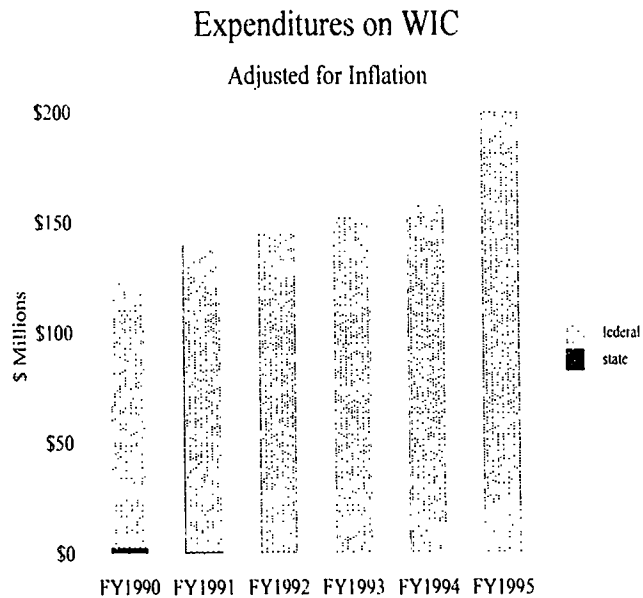 Expenditures on WIC
Adjusted for Inflation
$200
$150
$100
$50
$0
$ Millions
federal
state
FY1990 FY1991 FY1992 FY1993 FY1994 FY1995